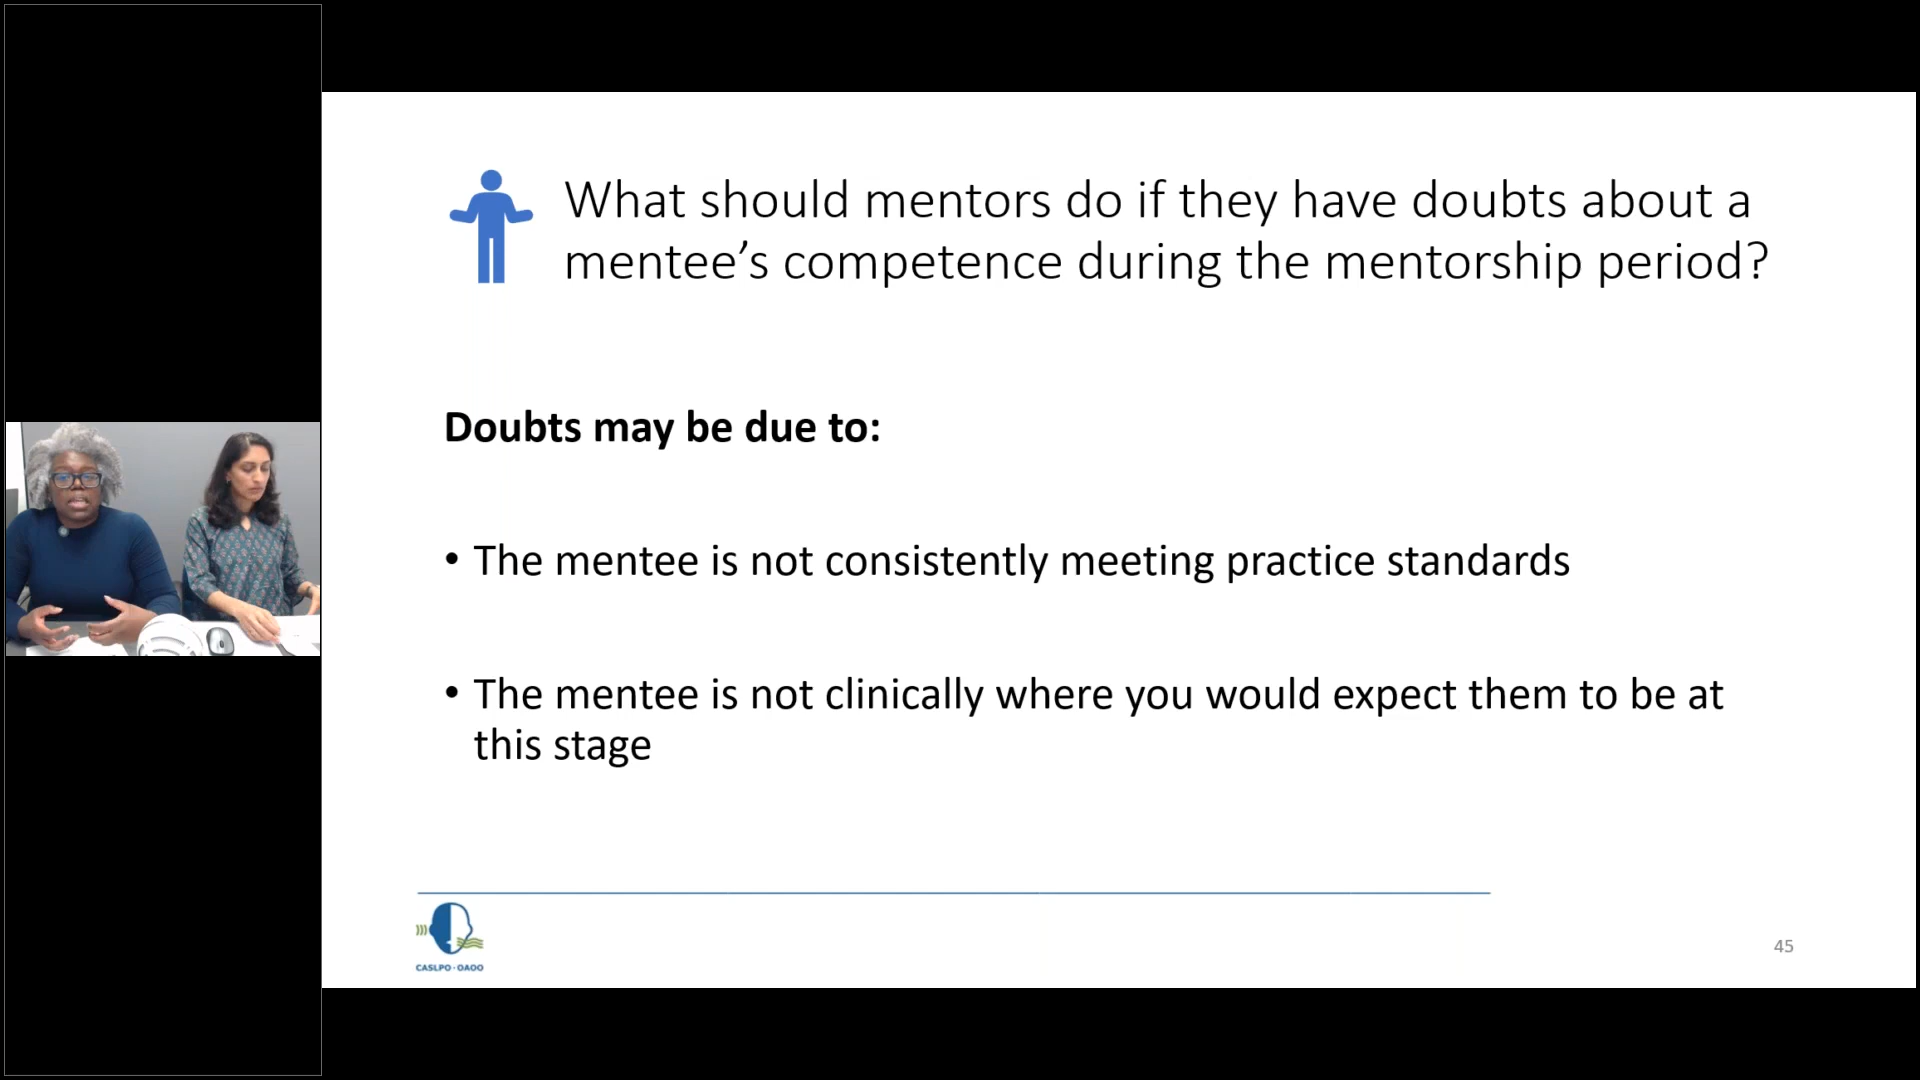 What should mentors do if they have doubts about a
mentee’s competence during the mentorship period?
Doubts may be due to:
• The mentee is not consistently meeting practice standards
• The mentee is not clinically where you would expect them to be at
this stage
CASLPO·OAOO
45